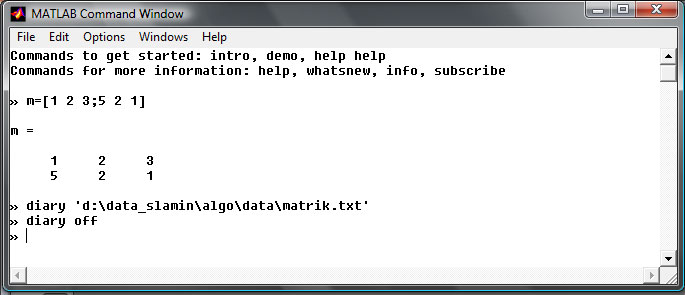 MATLAB Command Window
File Edit Options Windows Help
Commands to get started: intro, demo, help help
Commands for more information: help, whatsnew, info, subscribe
» m=[1 2 3;5 2 1]
m =
1 2 3
5 2 1
» diary 'd:\data_slamin\algo\data\matrik.txt'
» diary off
»